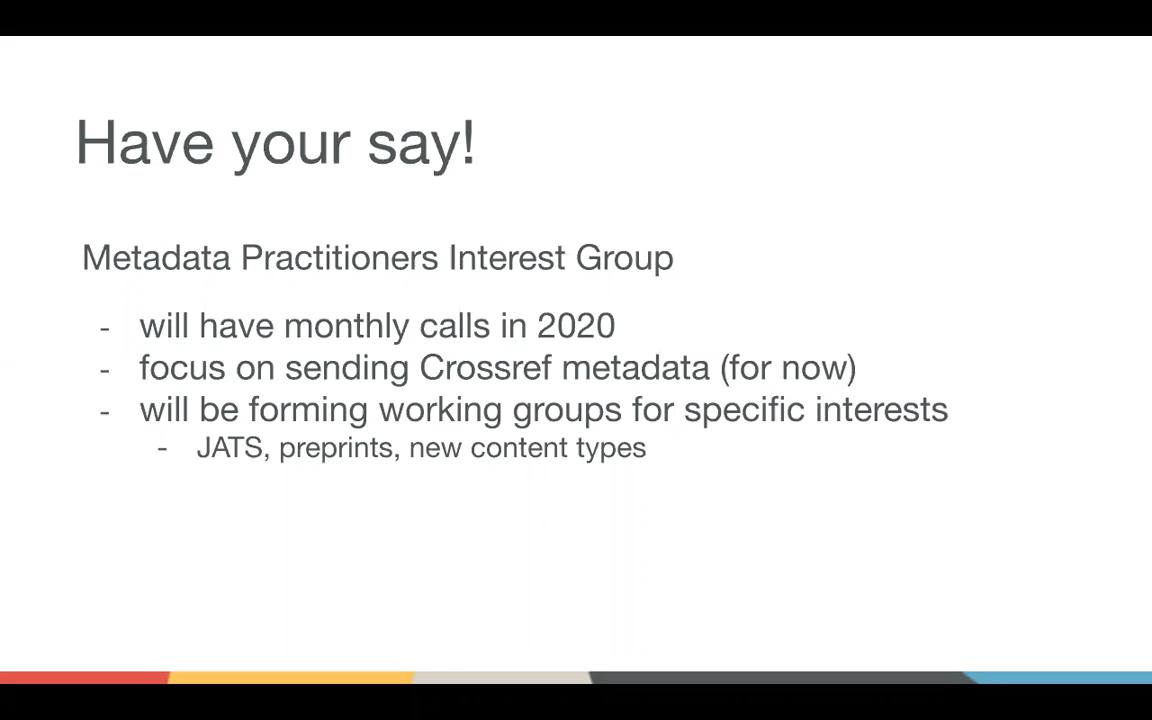 Have your say!
Metadata Practitioners Interest Group
- will have monthly calls in 2020
- focus on sending Crossref metadata (for now)
- will be forming working groups for specific interests
- JATS, preprints, new content types